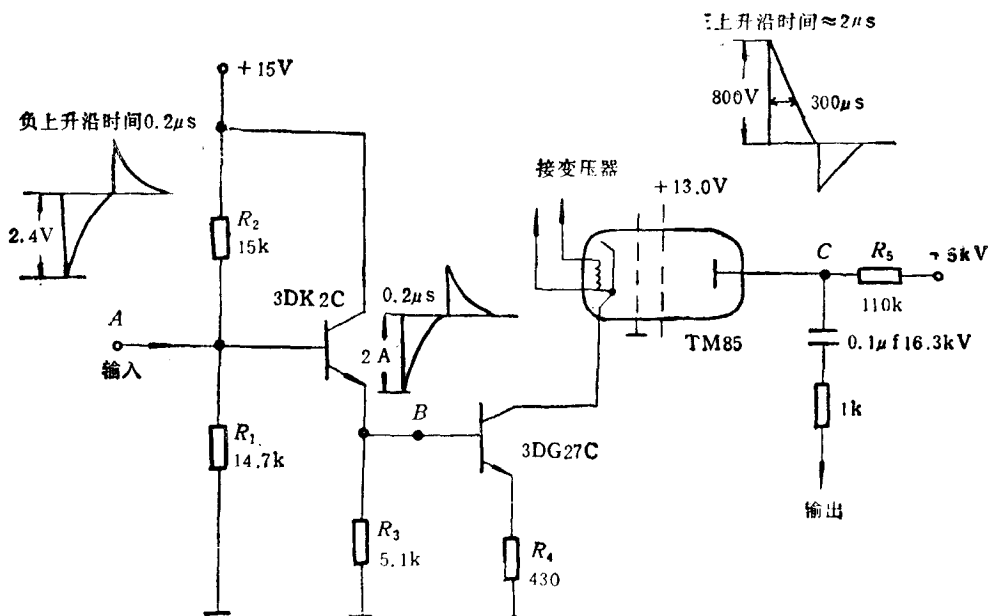 上升沿时间≈2μs
+15V
800V
300μs
负上升沿时间0.2μs
接变压器
+13.0V
R₂
15k
2.4V
C
R₅
110k
3DK2C
0.2μs
TM85
0.1μf16.3kV
A
输入
2A
B
1k
R₁
14.7k
3DG27C
输出
R₃
5.1k
R₄
430